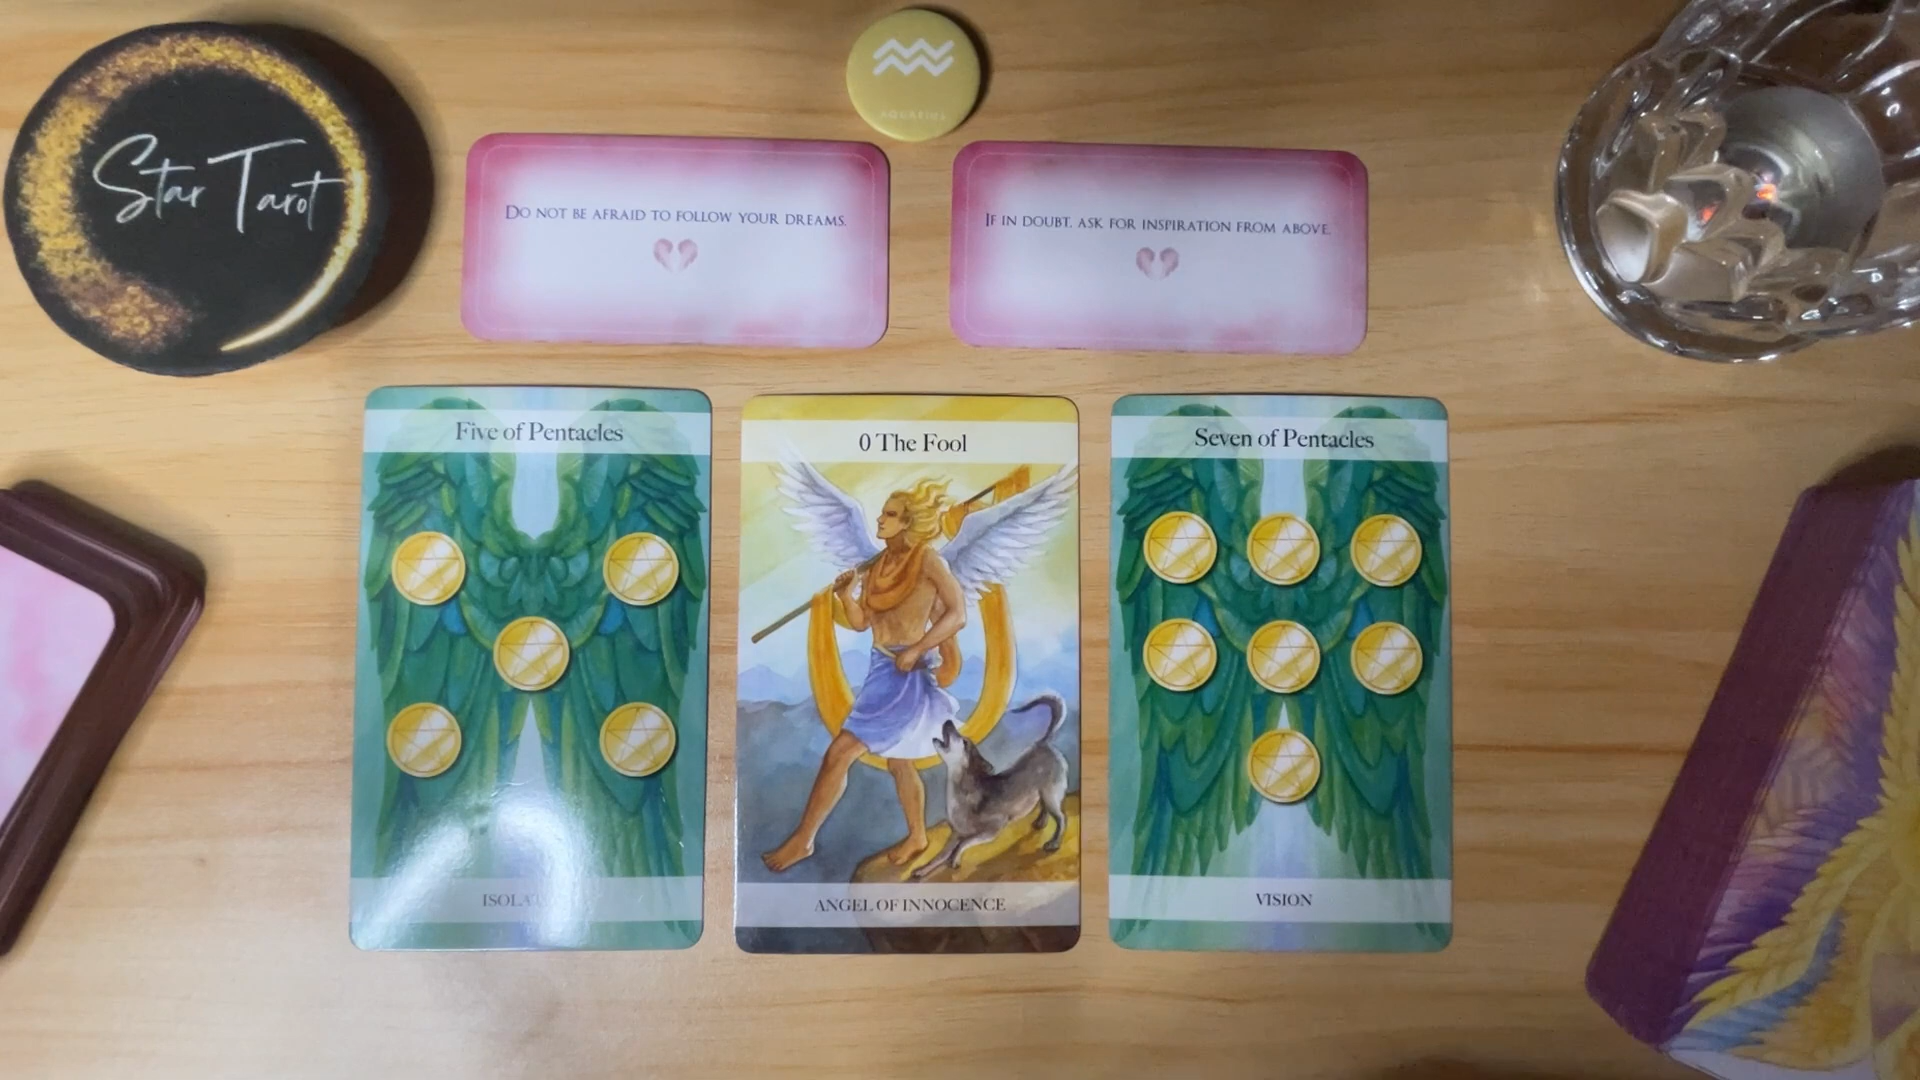 Star Tarot
AQUARIUS
DO NOT BE AFRAID TO FOLLOW YOUR DREAMS.
IF IN DOUBT, ASK FOR INSPIRATION FROM ABOVE.
Five of Pentacles
0 The Fool
Seven of Pentacles
ANGEL OF INNOCENCE
VISION